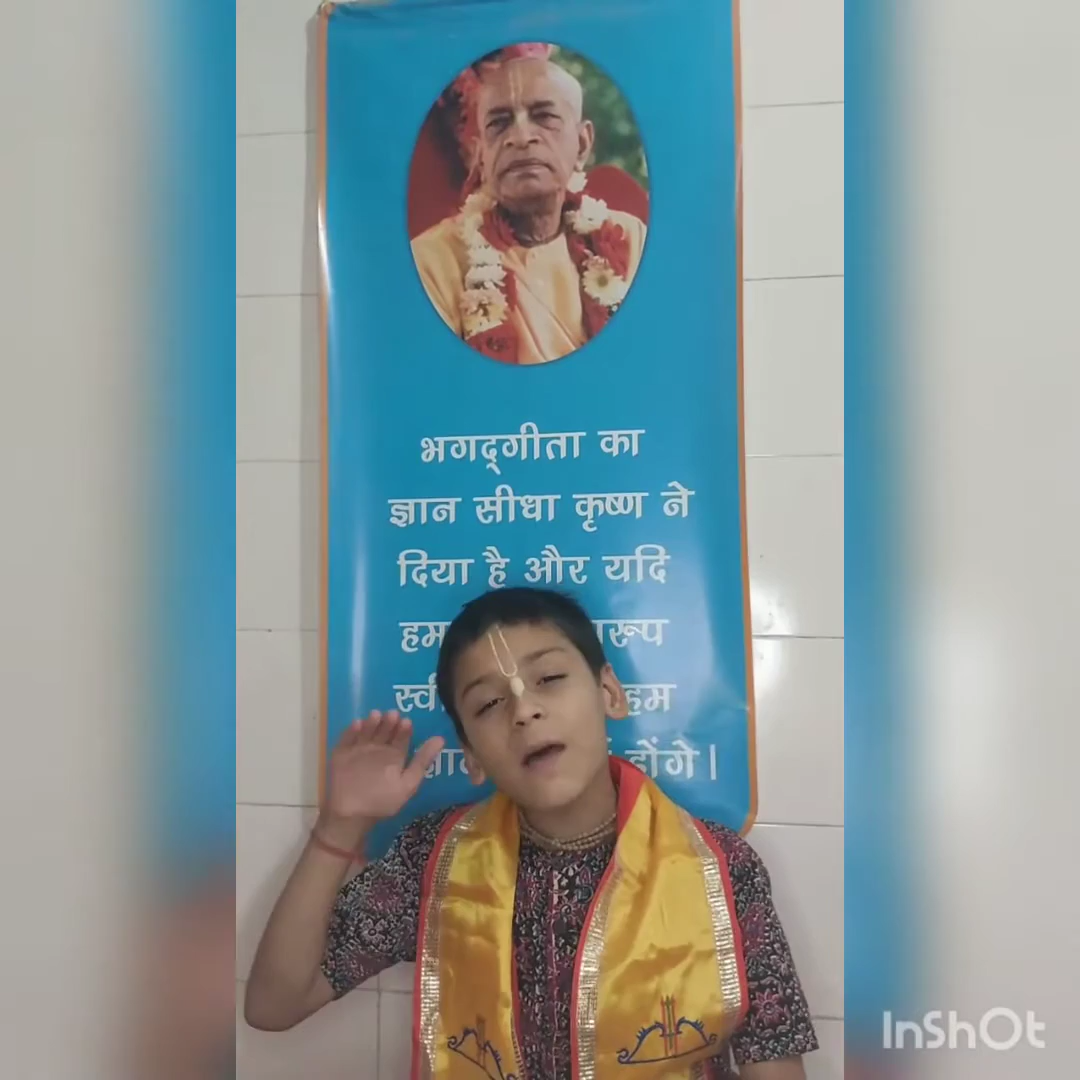 भगद्गीता का
ज्ञान सीधा कृष्ण ने
दिया है और यदि
हम
हम
होंगे।
InShOt